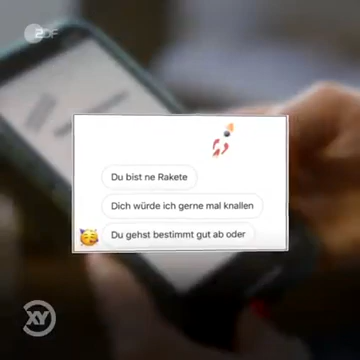 ZDF
Du bist ne Rakete
Dich würde ich gerne mal knallen
Du gehst bestimmt gut ab oder
XY